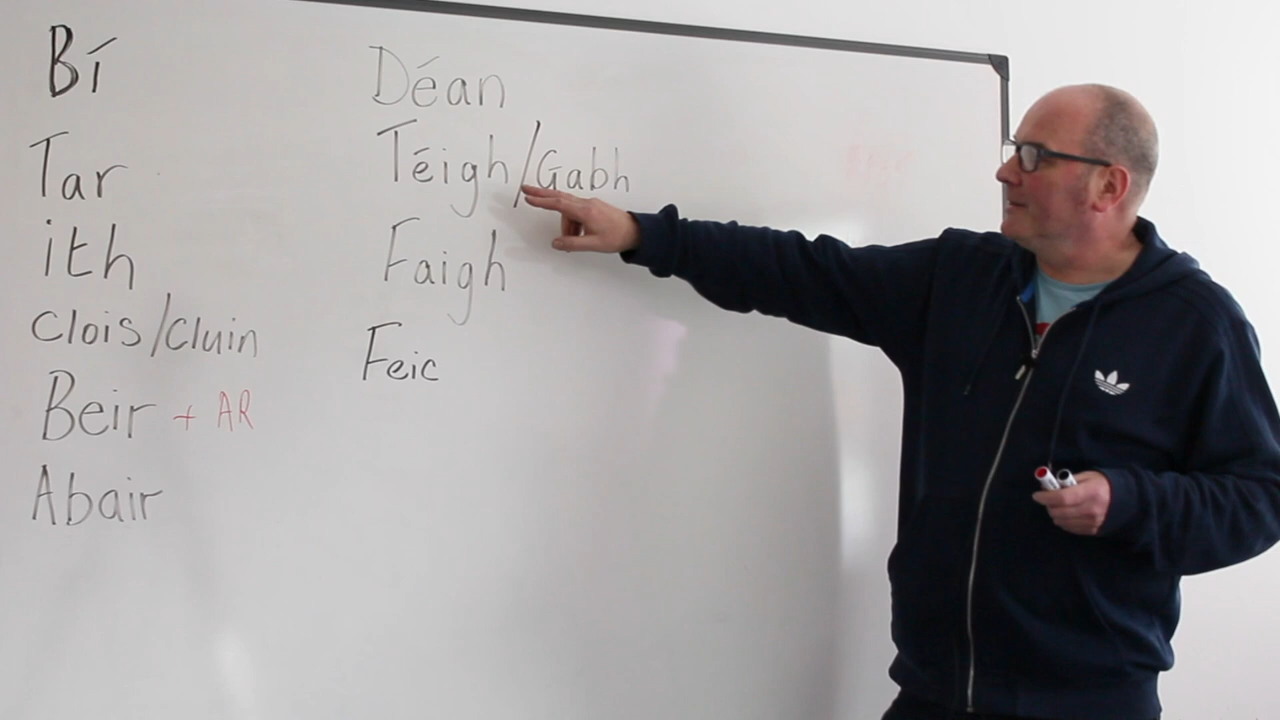 Bí
Tar
ith
Clois/Cluin
Beir + AR
Abair
Déan
Téigh/Gabh
Faigh
Feic